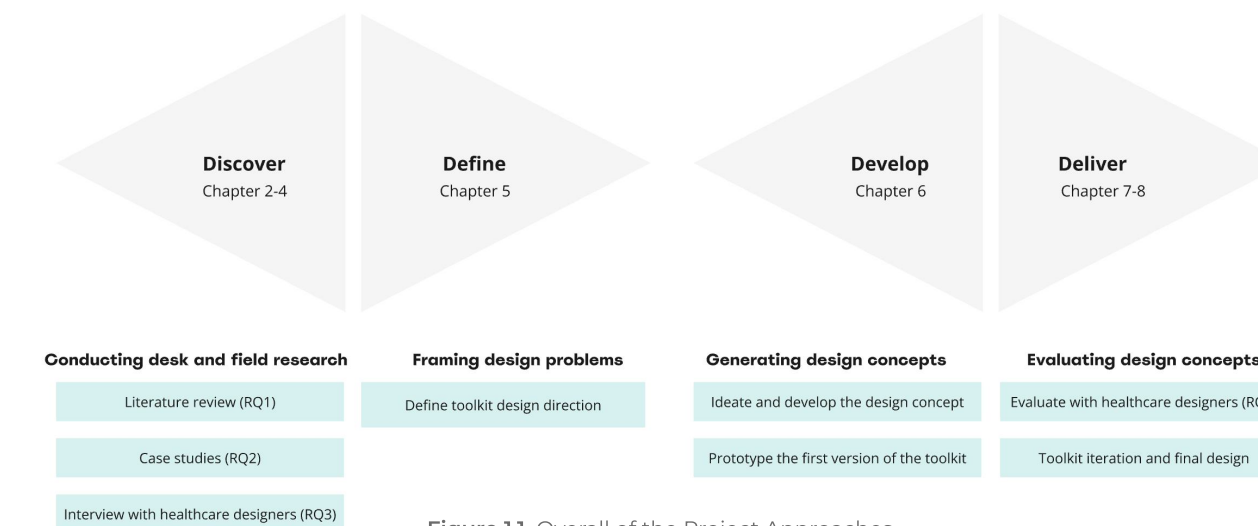 Discover
Chapter 2-4
Define
Chapter 5
Develop
Chapter 6
Deliver
Chapter 7-8
Conducting desk and field research
Literature review (RQ1)
Case studies (RQ2)
Interview with healthcare designers (RQ3)
Framing design problems
Define toolkit design direction
Generating design concepts
Ideate and develop the design concept
Prototype the first version of the toolkit
Evaluating design concepts
Evaluate with healthcare designers
Toolkit iteration and final design
Figure 11 Overall of the Project Approaches